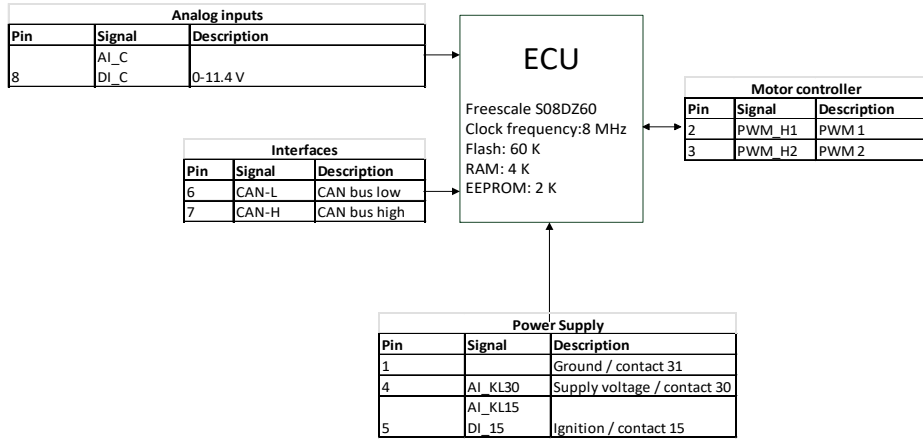 Analog inputs
Pin Signal Description
AI_C
8 DI_C 0-11.4 V
ECU
Freescale S08DZ60
Clock frequency:8 MHz
Flash: 60 K
RAM: 4 K
EEPROM: 2 K
Motor controller
Pin Signal Description
2 PWM_H1 PWM 1
3 PWM_H2 PWM 2
Interfaces
Pin Signal Description
6 CAN-L CAN bus low
7 CAN-H CAN bus high
Power Supply
Pin Signal Description
1 Ground / contact 31
4 AI_KL30 Supply voltage / contact 30
AI_KL15
5 DI_15 Ignition / contact 15